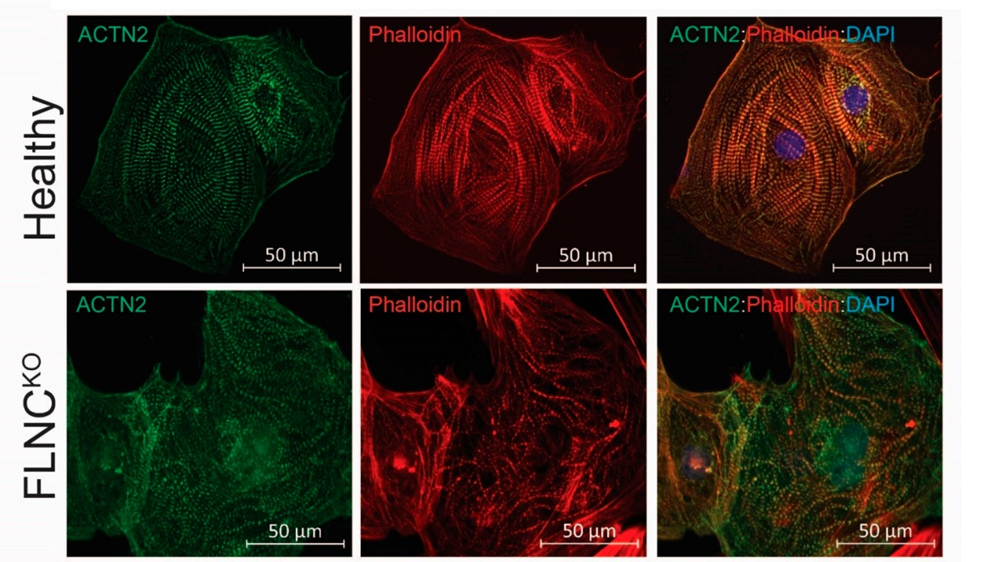 Healthy
ACTN2
Phalloidin
ACTN2:Phalloidin:DAPI
50 µm
50 µm
50 µm
FLNCKO
ACTN2
Phalloidin
ACTN2:Phalloidin:DAPI
50 µm
50 µm
50 µm